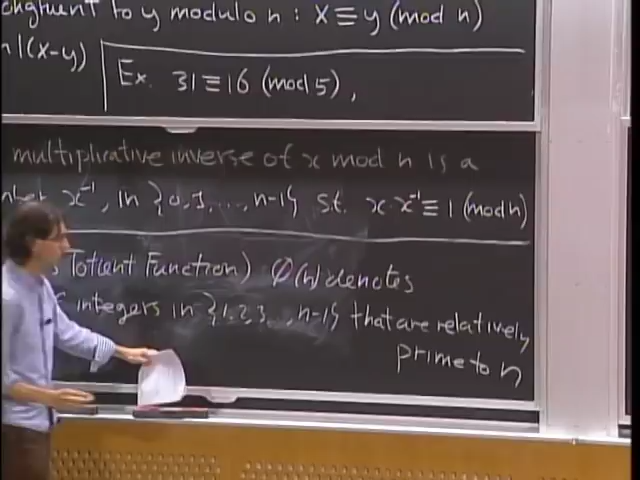 congruent to y modulo n : x ≡ y (mod n)
n|(x-y)
Ex. 31≡16 (mod 5),
multiplicative inverse of x mod n is a
x⁻¹, in {0,1,...,n-1} s.t. x·x⁻¹ ≡ 1 (mod n)
Totient Function) φ(n) denotes
integers in {1,2,3...,n-1} that are relatively
prime to n